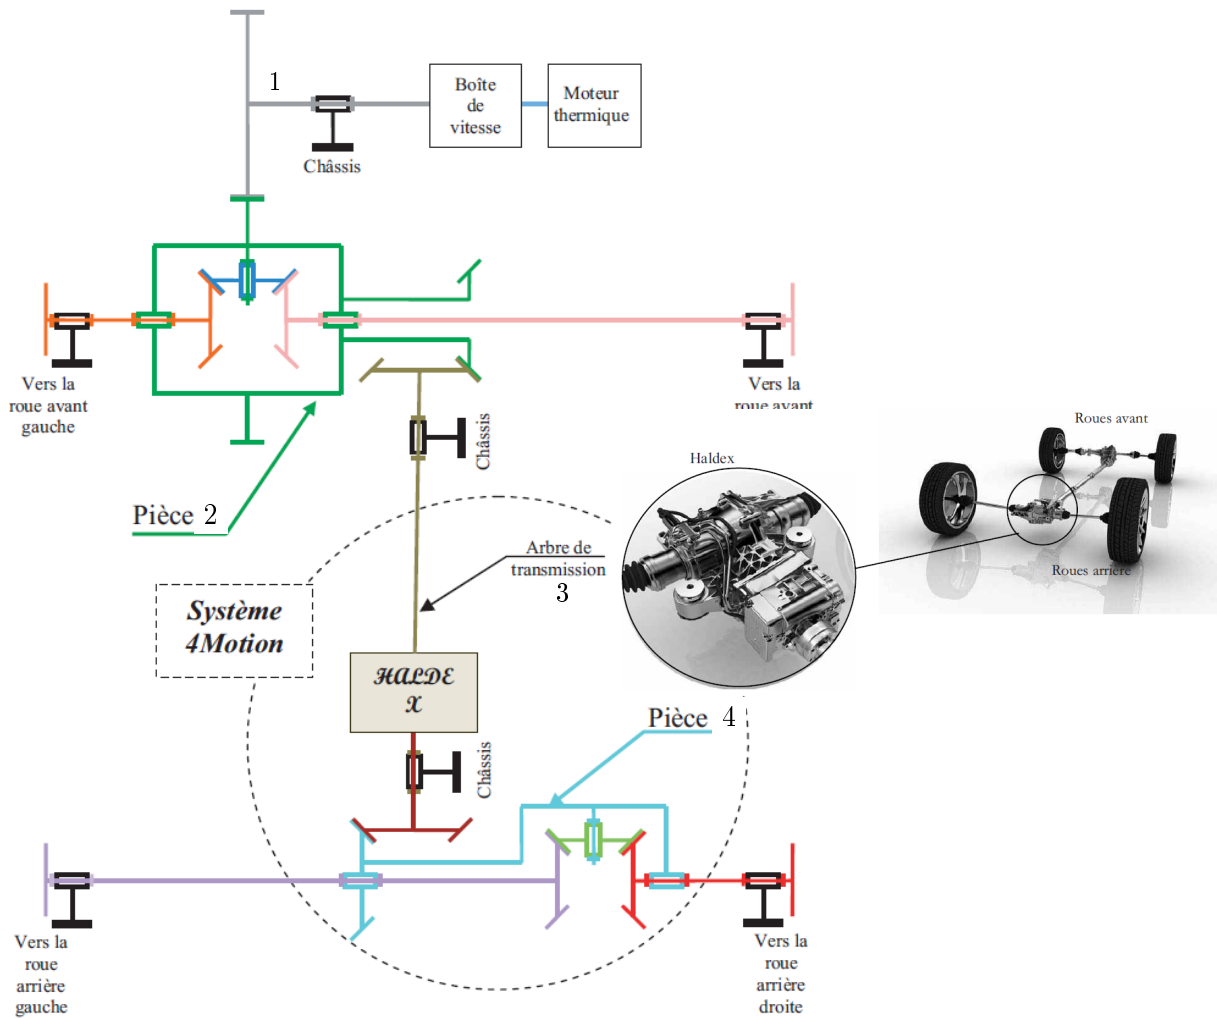 1
Boîte
de
vitesse
Moteur
thermique
Châssis
Vers la
roue avant
gauche
Vers la
roue avant
Châssis
Pièce 2
Arbre de
transmission
3
Système
4Motion
HALDE
X
Châssis
Pièce 4
Haldex
Roues avant
Roues arrière
Vers la
roue
arrière
gauche
Vers la
roue
arrière
droite